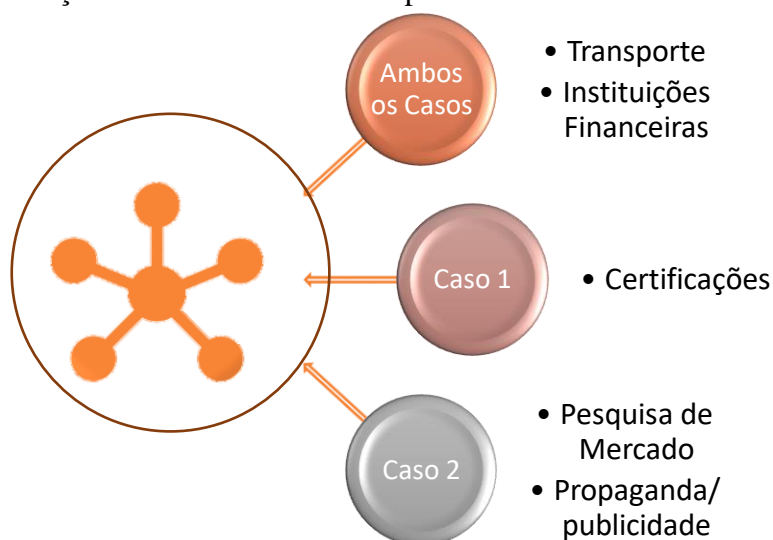 Ambos
os Casos
• Transporte
• Instituições
Financeiras
Caso 1
• Certificações
Caso 2
• Pesquisa de
Mercado
• Propaganda/
publicidade